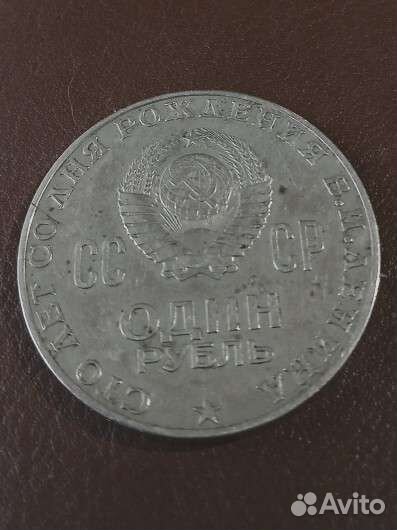 СТО ЛЕТ СО ДНЯ РОЖДЕНИЯ В.И.ЛЕНИНА
СС СР
ОДИН
РУБЛЬ
Avito